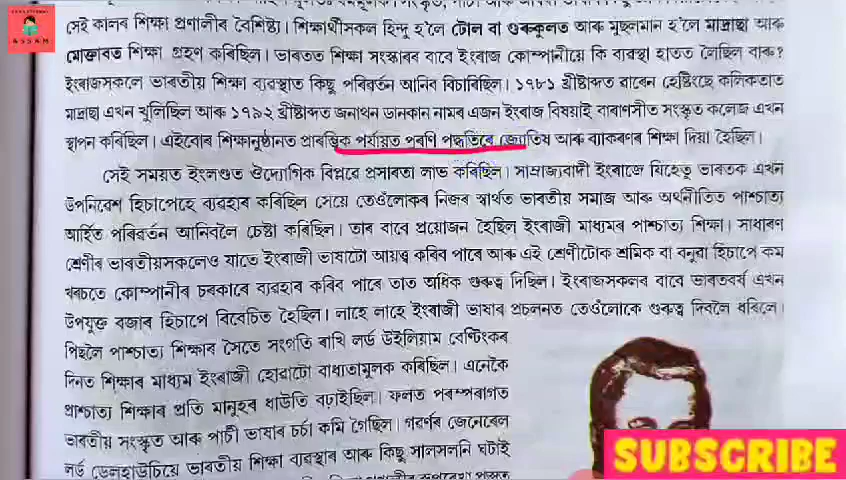 সেই কালৰ শিক্ষা প্ৰণালীৰ বৈশিষ্ট্য। শিক্ষাৰ্থীসকল হিন্দু হ'লে টোল বা গুৰুকুলত আৰু মুছলমান হ'লে মাদ্ৰাছা আৰু
মোক্তাবত শিক্ষা গ্ৰহণ কৰিছিল। ভাৰতত শিক্ষা সংস্কাৰৰ বাবে ইংৰাজ কোম্পানীয়ে কি ব্যৱস্থা হাতত লৈছিল বাৰু?
ইংৰাজসকলে ভাৰতীয় শিক্ষা ব্যৱস্থাত কিছু পৰিৱৰ্তন আনিব বিচাৰিছিল। ১৭৮১ খ্ৰীষ্টাব্দত ৱাৰেন হেষ্টিংছে কলিকতাত
মাদ্ৰাছা এখন খুলিছিল আৰু ১৭৯২ খ্ৰীষ্টাব্দত জনাথন ডানকান নামৰ এজন ইংৰাজ বিষয়াই বাৰাণসীত সংস্কৃত কলেজ এখন
স্থাপন কৰিছিল। এইবোৰ শিক্ষানুষ্ঠানত প্ৰাৰম্ভিক পৰ্যায়ত পৰণি পদ্ধতিৰে জ্যোতিষ আৰু ব্যাকৰণৰ শিক্ষা দিয়া হৈছিল।
সেই সময়ত ইংলণ্ডত ঔদ্যোগিক বিপ্লৱে প্ৰসাৰতা লাভ কৰিছিল। সাম্ৰাজ্যবাদী ইংৰাজে যিহেতু ভাৰতক এখন
উপনিৱেশ হিচাপেহে ব্যৱহাৰ কৰিছিল সেয়ে তেওঁলোকৰ নিজৰ স্বাৰ্থত ভাৰতীয় সমাজ আৰু অৰ্থনীতিত পাশ্চাত্য
আৰ্হিত পৰিৱৰ্তন আনিবলৈ চেষ্টা কৰিছিল। তাৰ বাবে প্ৰয়োজন হৈছিল ইংৰাজী মাধ্যমৰ পাশ্চাত্য শিক্ষা। সাধাৰণ
শ্ৰেণীৰ ভাৰতীয়সকলেও যাতে ইংৰাজী ভাষাটো আয়ত্ব কৰিব পাৰে আৰু এই শ্ৰেণীটোক শ্ৰমিক বা বনুৱা হিচাপে কম
খৰচতে কোম্পানীৰ চৰকাৰে ব্যৱহাৰ কৰিব পাৰে তাত অধিক গুৰুত্ব দিছিল। ইংৰাজসকলৰ বাবে ভাৰতবৰ্ষ এখন
উপযুক্ত বজাৰ হিচাপে বিবেচিত হৈছিল। লাহে লাহে ইংৰাজী ভাষাৰ প্ৰচলনত তেওঁলোকে গুৰুত্ব দিবলৈ ধৰিলে।
পিছলৈ পাশ্চাত্য শিক্ষাৰ সৈতে সংগতি ৰাখি লৰ্ড উইলিয়াম বেণ্টিংকৰ
দিনত শিক্ষাৰ মাধ্যম ইংৰাজী হোৱাটো বাধ্যতামূলক কৰিছিল। এনেকৈ
প্ৰাশ্চাত্য শিক্ষাৰ প্ৰতি মানুহৰ ধাউতি বঢ়াইছিল। ফলত পৰম্পৰাগত
ভাৰতীয় সংস্কৃত আৰু পাৰ্চী ভাষাৰ চৰ্চা কমি গৈছিল। গৱৰ্ণৰ জেনেৰেল
লৰ্ড ডেলহাউচিয়ে ভাৰতীয় শিক্ষা ব্যৱস্থাৰ আৰু কিছু সালসলনি ঘটাই
ASSAM
SUBSCRIBE